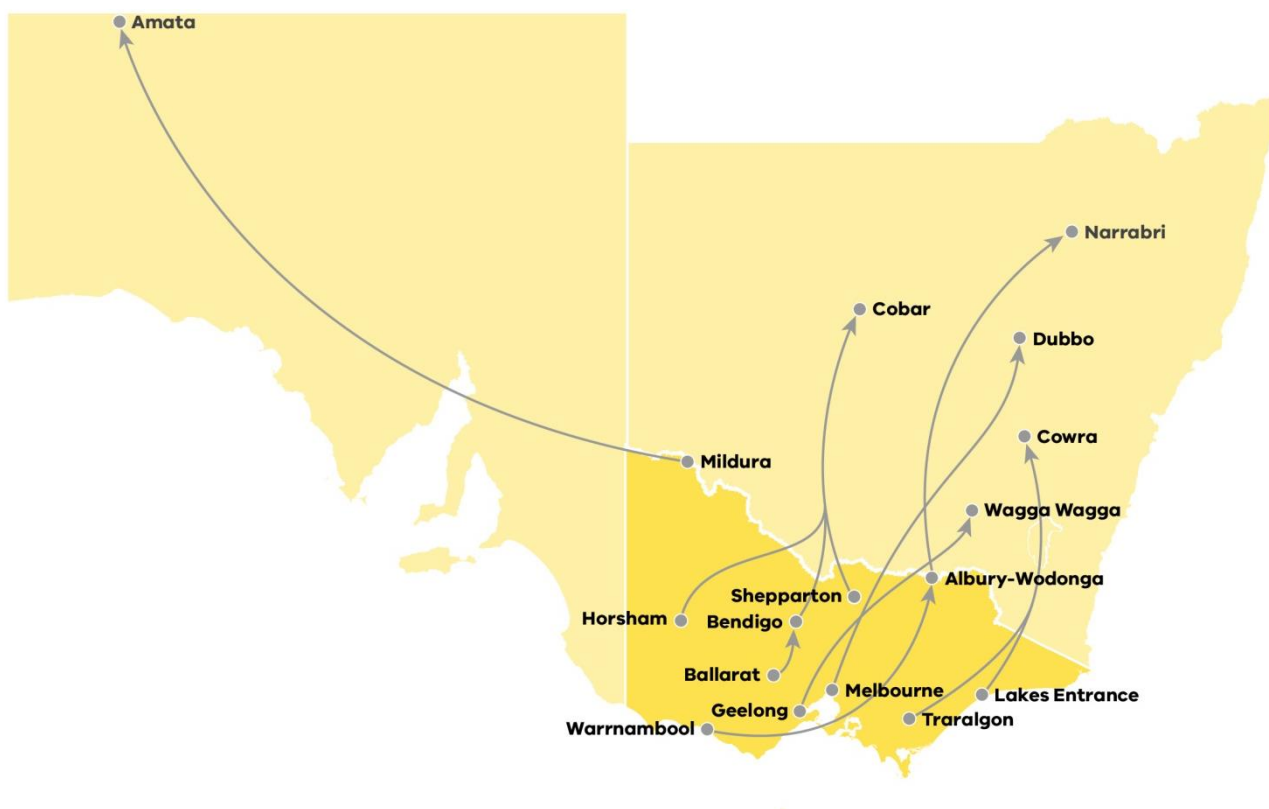 Amata
Narrabri
Cobar
Dubbo
Cowra
Mildura
Wagga Wagga
Albury-Wodonga
Shepparton
Horsham
Bendigo
Ballarat
Melbourne
Lakes Entrance
Geelong
Traralgon
Warrnambool